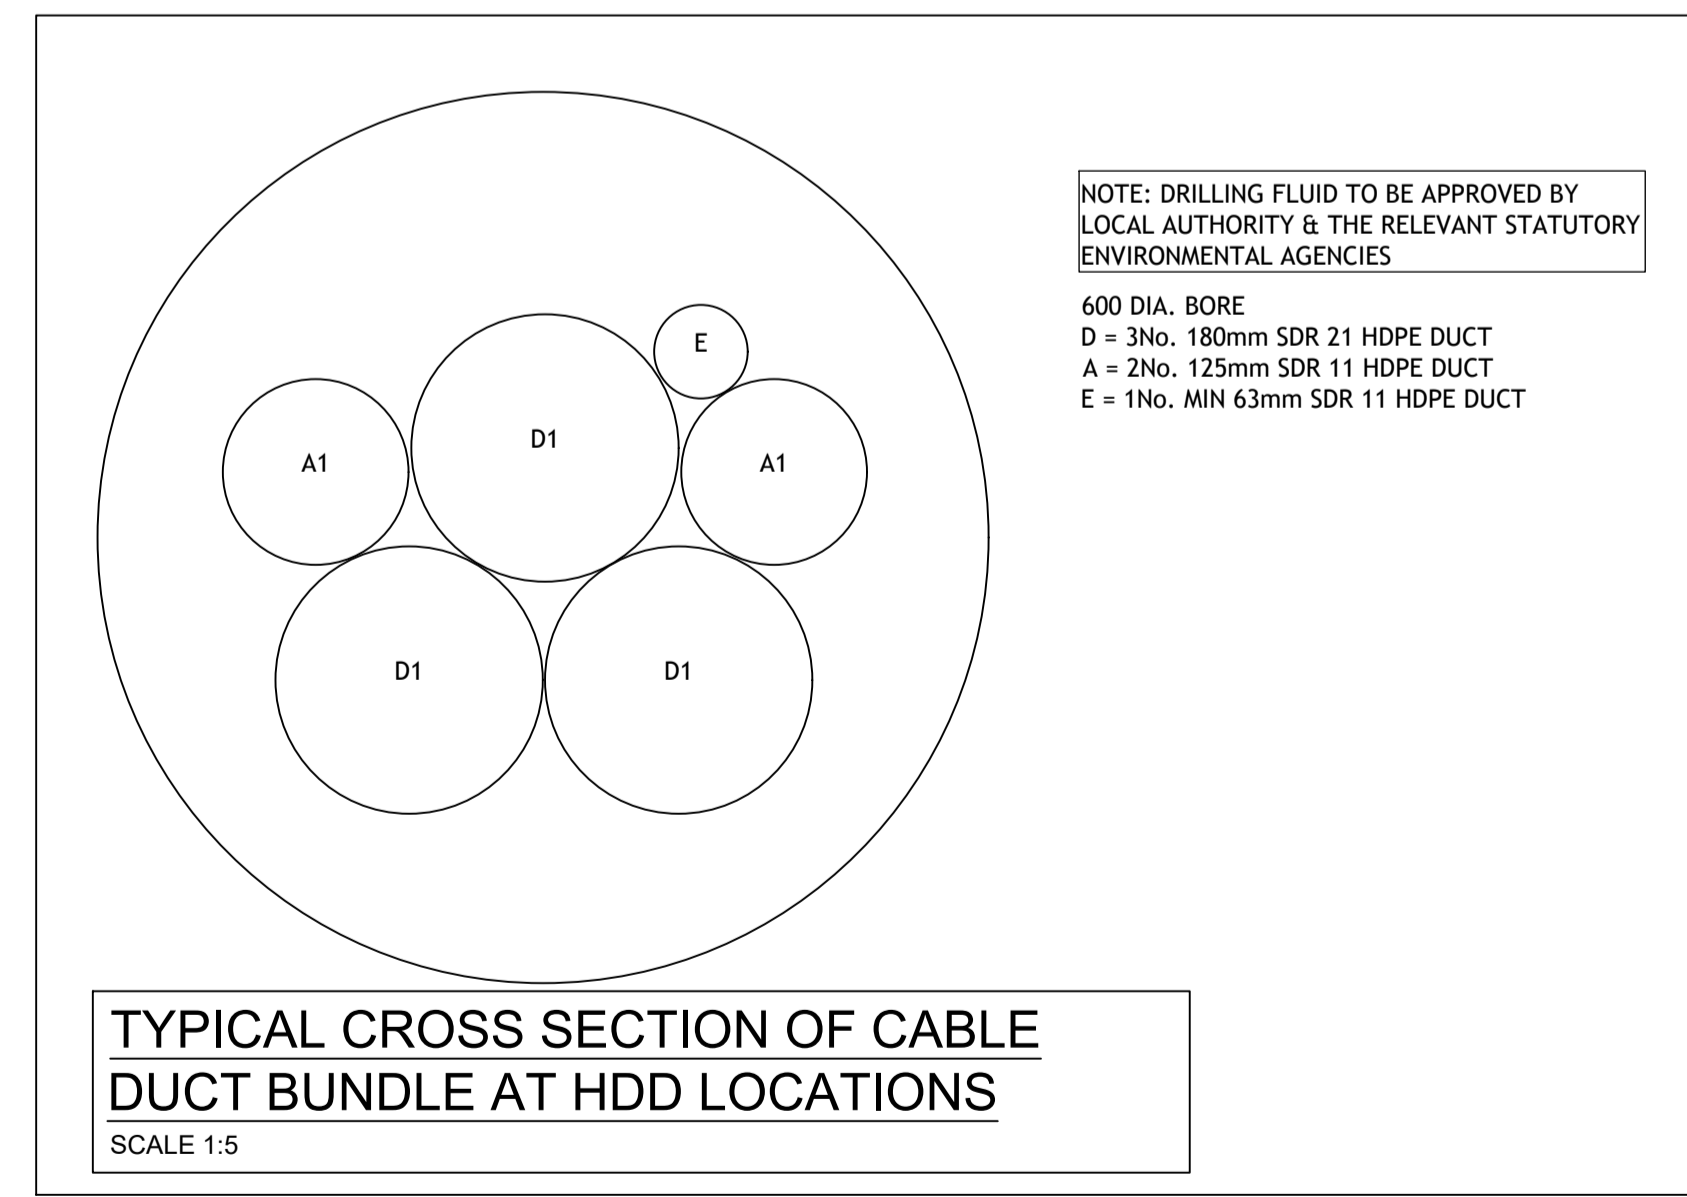 NOTE: DRILLING FLUID TO BE APPROVED BY
LOCAL AUTHORITY & THE RELEVANT STATUTORY
ENVIRONMENTAL AGENCIES
600 DIA. BORE
D = 3No. 180mm SDR 21 HDPE DUCT
A = 2No. 125mm SDR 11 HDPE DUCT
E = 1No. MIN 63mm SDR 11 HDPE DUCT
E
D1
A1
A1
D1
D1
TYPICAL CROSS SECTION OF CABLE
DUCT BUNDLE AT HDD LOCATIONS
SCALE 1:5